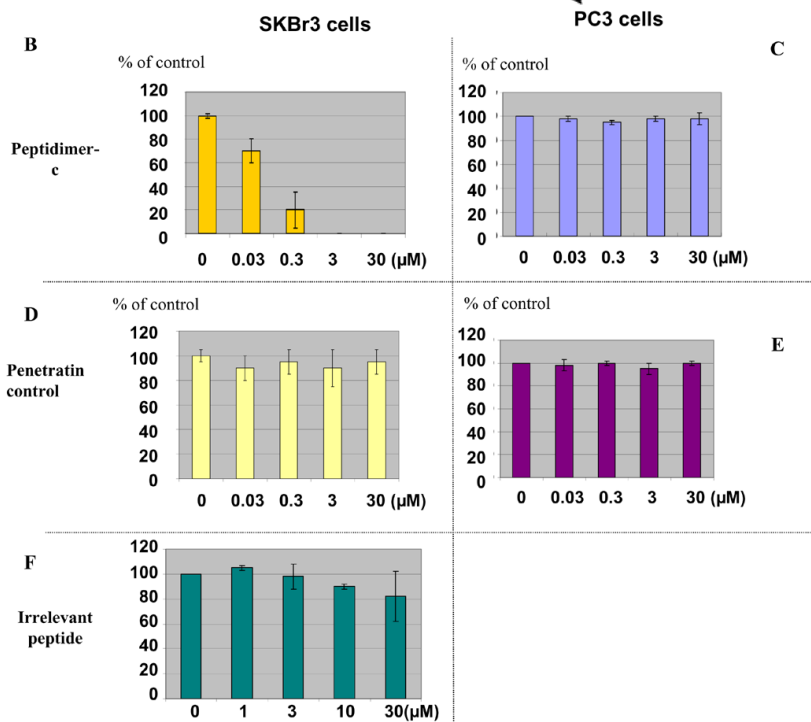 SKBr3 cells
PC3 cells
B
C
% of control
% of control
120
100
80
60
40
20
0
Peptidimer-
c
0 0.03 0.3 3 30 (µM)
120
100
80
60
40
20
0
0 0.03 0.3 3 30 (µM)
D
% of control
% of control
E
Penetratin
control
120
100
80
60
40
20
0
0 0.03 0.3 3 30 (µM)
120
100
80
60
40
20
0
0 0.03 0.3 3 30 (µM)
F
Irrelevant
peptide
120
100
80
60
40
20
0
0 1 3 10 30(µM)